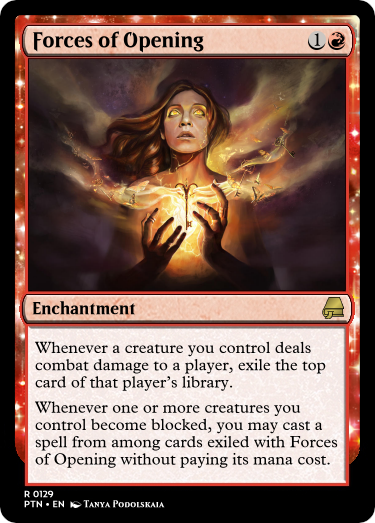 Forces of Opening 1
Enchantment
Whenever a creature you control deals
combat damage to a player, exile the top
card of that player's library.
Whenever one or more creatures you
control become blocked, you may cast a
spell from among cards exiled with Forces
of Opening without paying its mana cost.
R 0129
PTN • EN Tanya Podolskaia